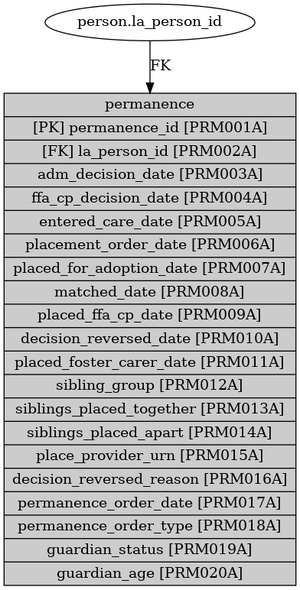 person.la_person_id
FK
permanence
[PK] permanence_id [PRM001A]
[FK] la_person_id [PRM002A]
adm_decision_date [PRM003A]
ffa_cp_decision_date [PRM004A]
entered_care_date [PRM005A]
placement_order_date [PRM006A]
placed_for_adoption_date [PRM007A]
matched_date [PRM008A]
placed_ffa_cp_date [PRM009A]
decision_reversed_date [PRM010A]
placed_foster_carer_date [PRM011A]
sibling_group [PRM012A]
siblings_placed_together [PRM013A]
siblings_placed_apart [PRM014A]
place_provider_urn [PRM015A]
decision_reversed_reason [PRM016A]
permanence_order_date [PRM017A]
permanence_order_type [PRM018A]
guardian_status [PRM019A]
guardian_age [PRM020A]